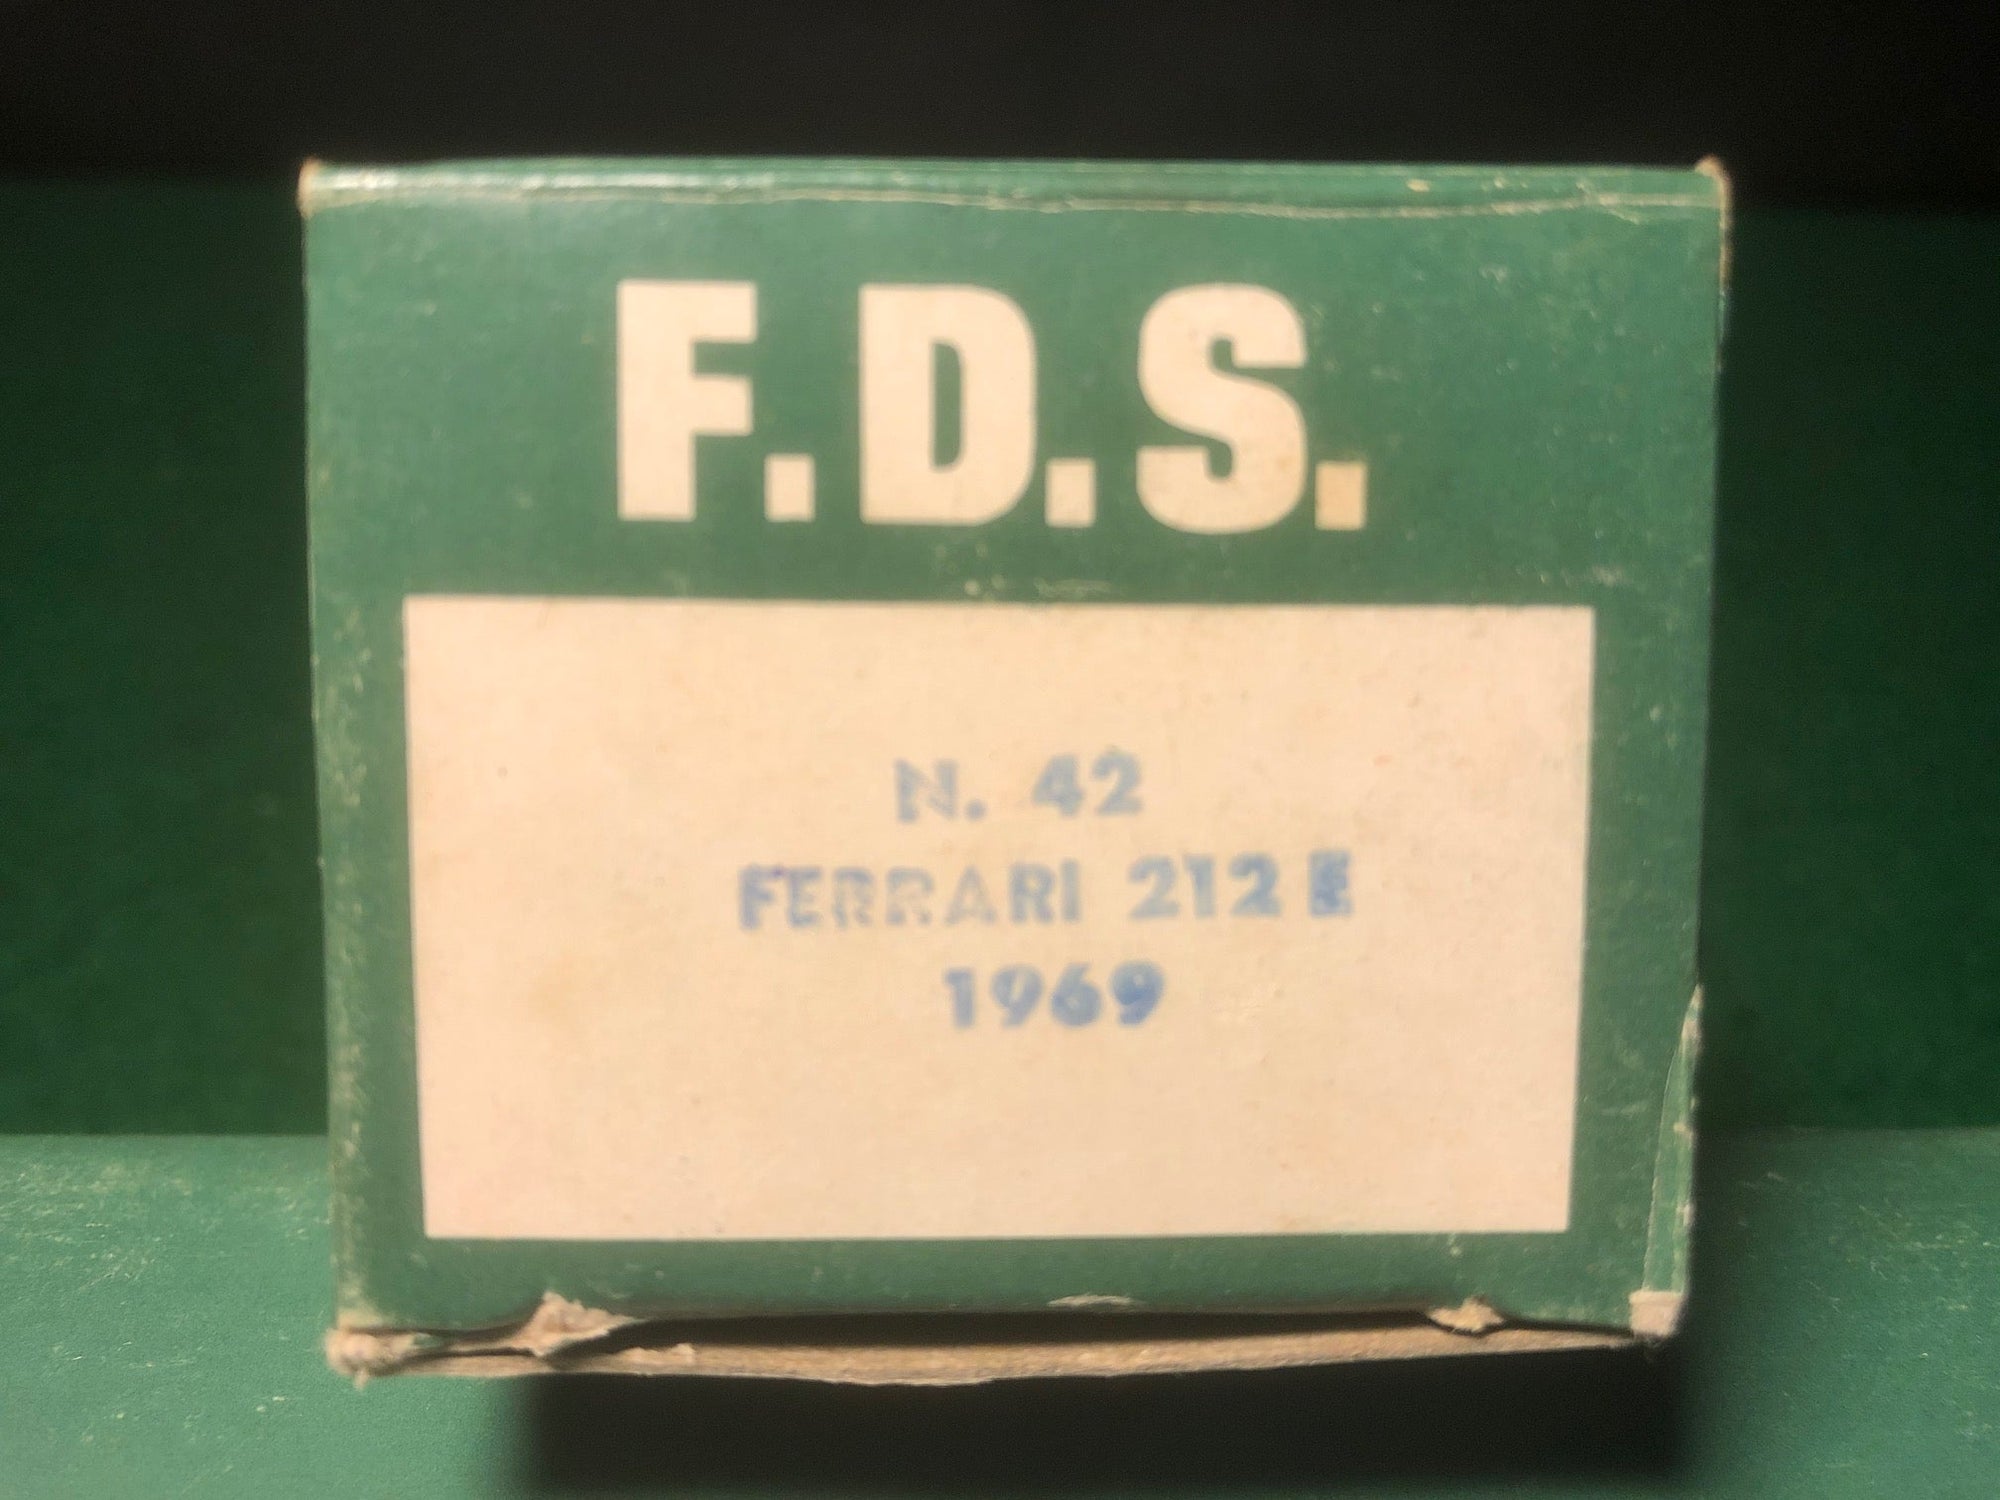 F.D.S.
N. 42
FERRARI 212 E
1969